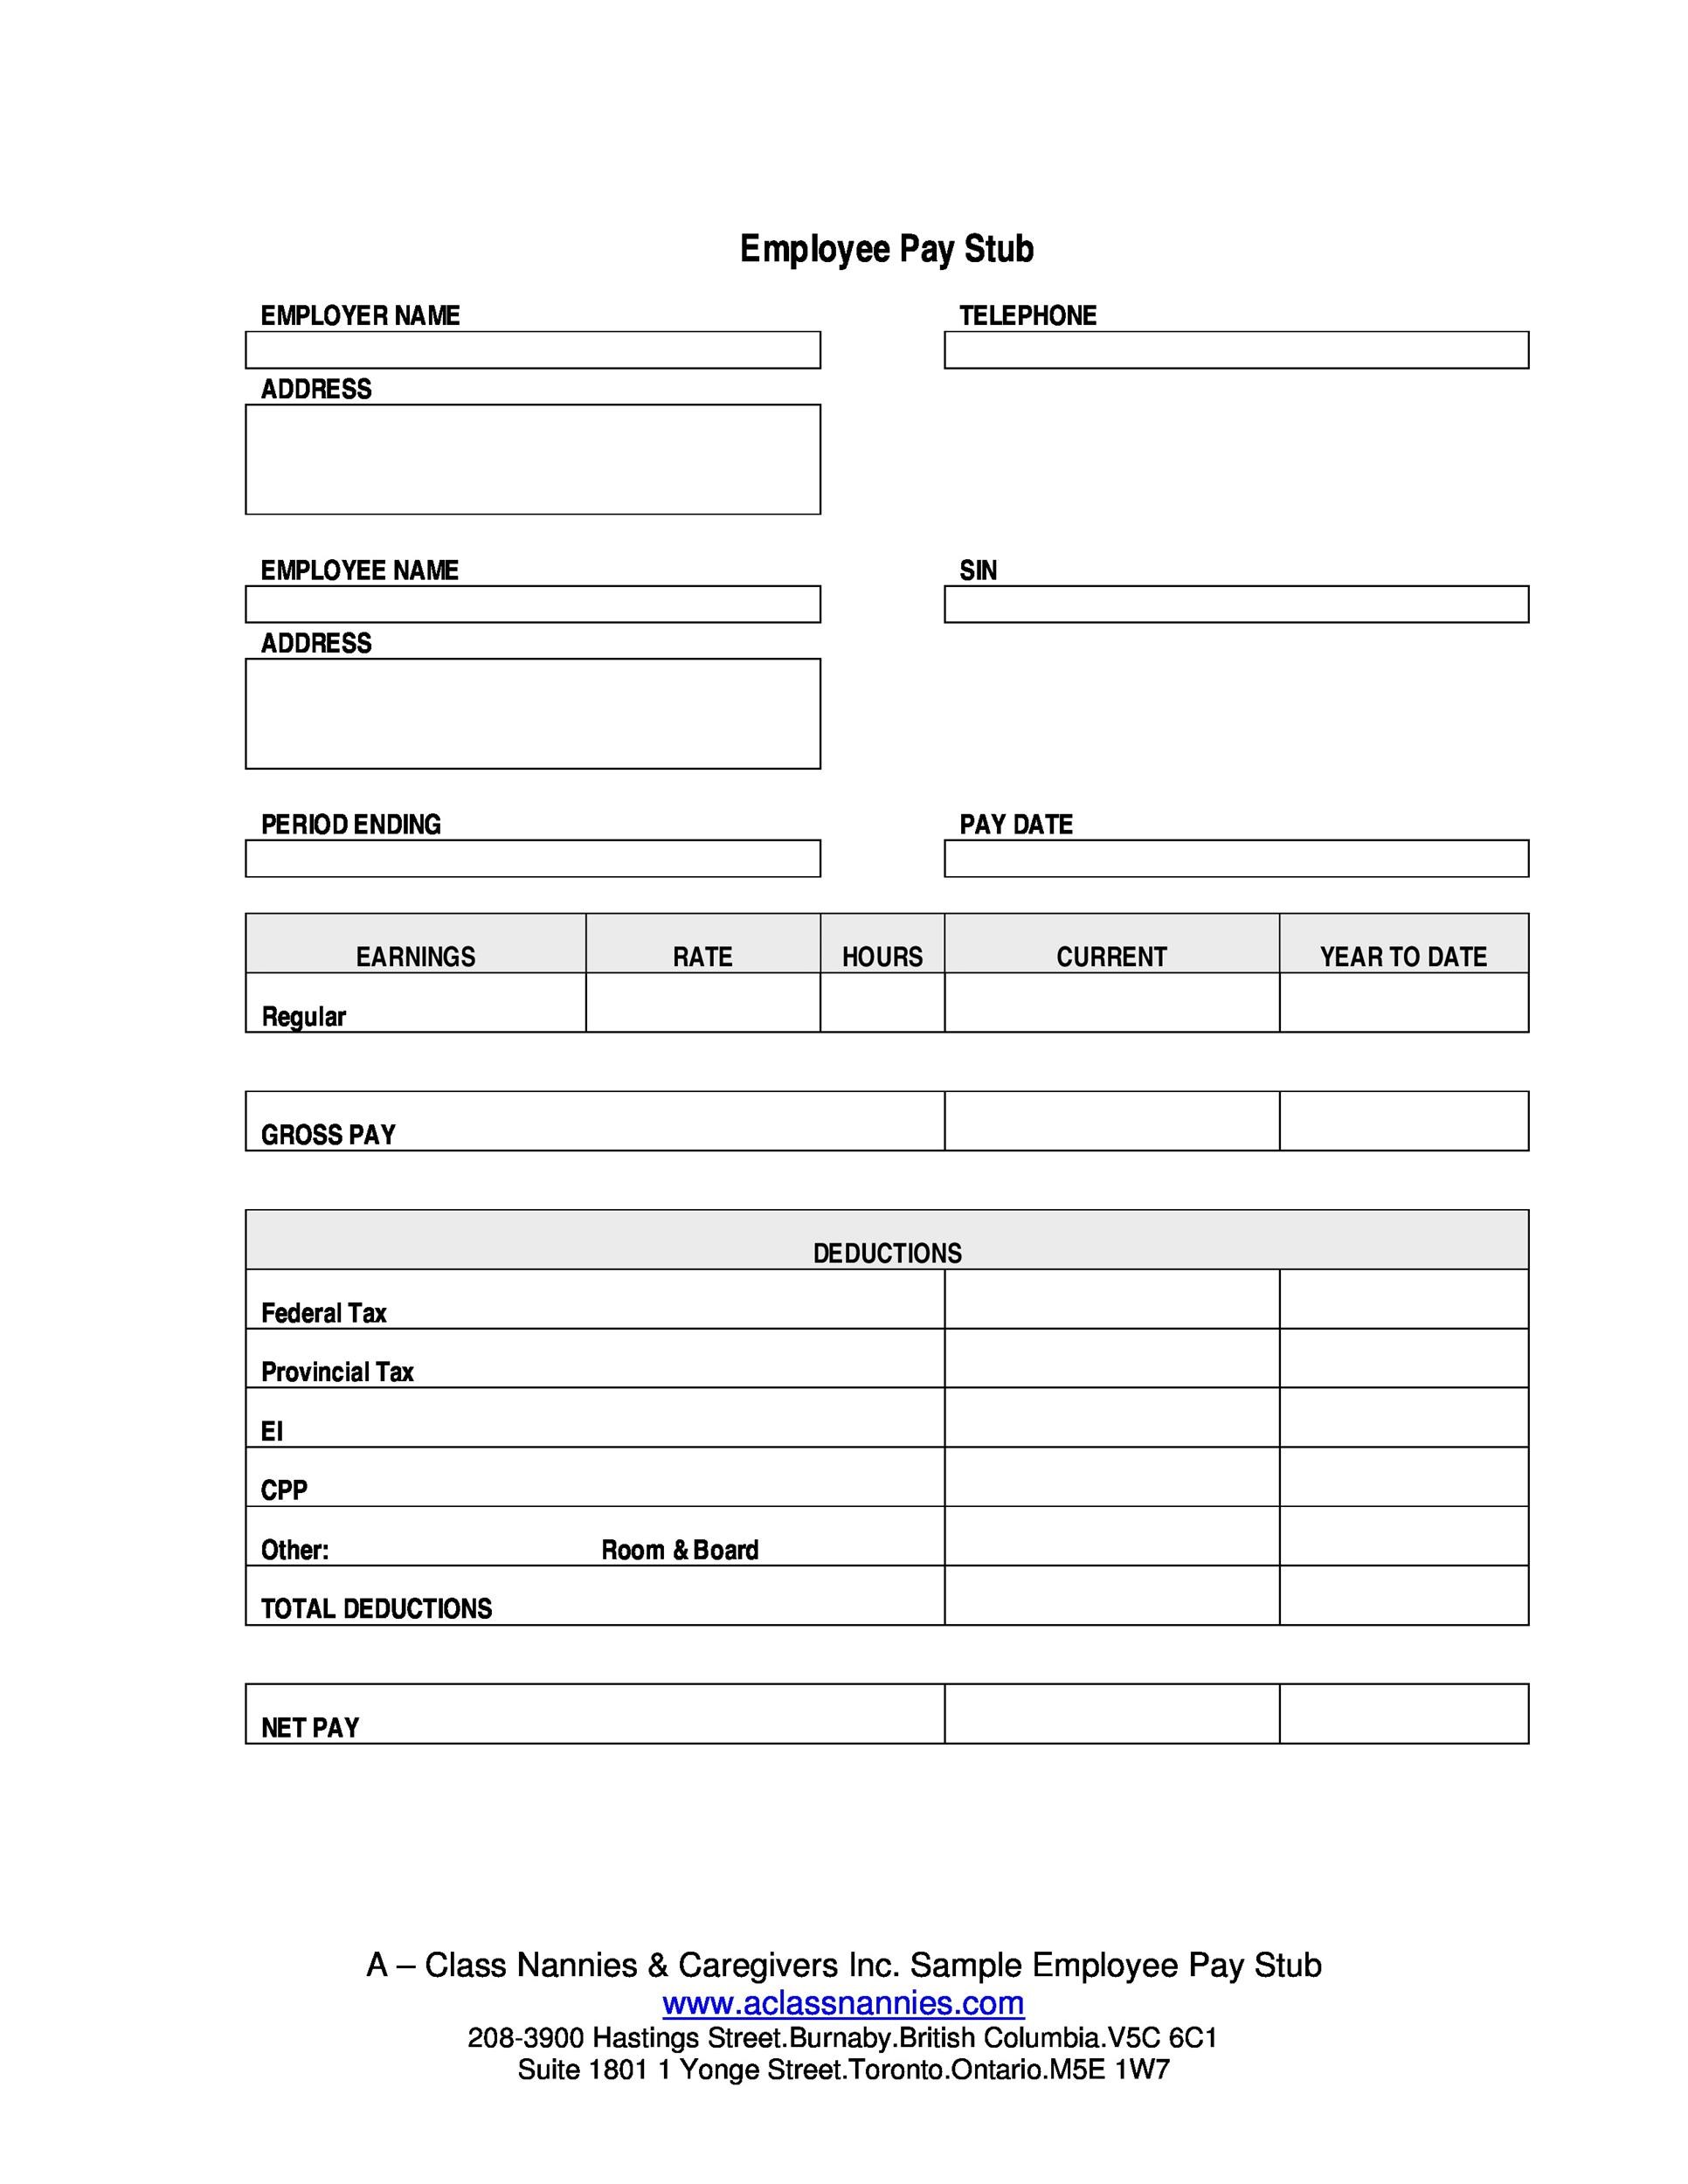 Employee Pay Stub
EMPLOYER NAME TELEPHONE
ADDRESS
EMPLOYEE NAME SIN
ADDRESS
PERIOD ENDING PAY DATE
EARNINGS RATE HOURS CURRENT YEAR TO DATE
Regular
GROSS PAY
DEDUCTIONS
Federal Tax
Provincial Tax
EI
CPP
Other: Room & Board
TOTAL DEDUCTIONS
NET PAY
A – Class Nannies & Caregivers Inc. Sample Employee Pay Stub
www.aclassnannies.com
208-3900 Hastings Street.Burnaby.British Columbia.V5C 6C1
Suite 1801 1 Yonge Street.Toronto.Ontario.M5E 1W7